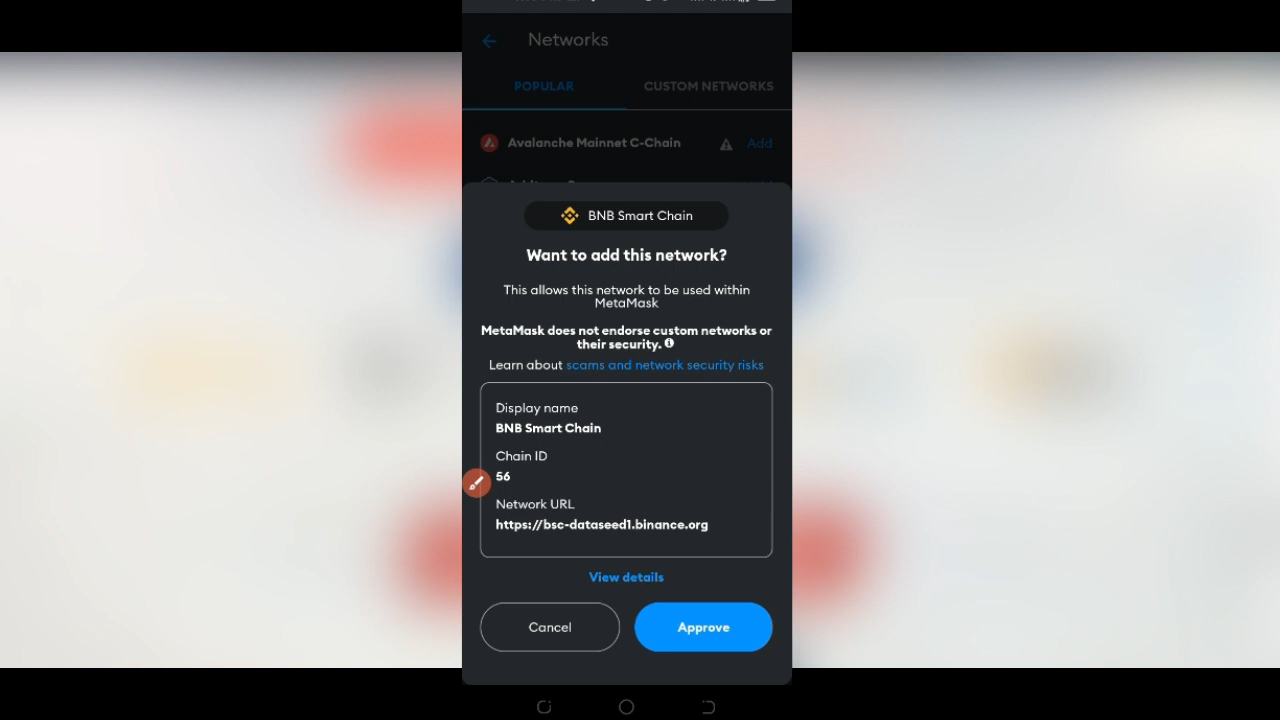 Networks
POPULAR CUSTOM NETWORKS
Avalanche Mainnet C-Chain Add
BNB Smart Chain
Want to add this network?
This allows this network to be used within
MetaMask
MetaMask does not endorse custom networks or
their security.
Learn about scams and network security risks
Display name
BNB Smart Chain
Chain ID
56
Network URL
https://bsc-dataseed1.binance.org
View details
Cancel Approve